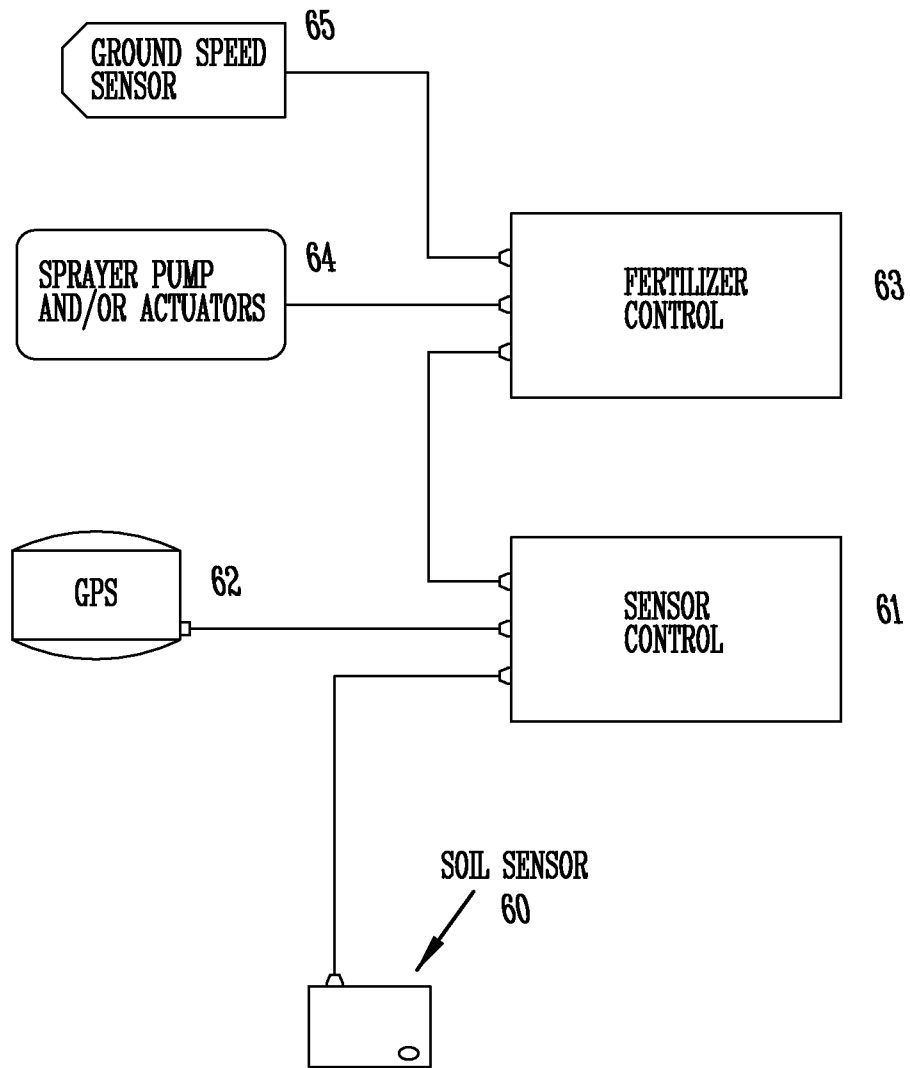 65
GROUND SPEED
SENSOR
64
SPRAYER PUMP
AND/OR ACTUATORS
FERTILIZER
CONTROL
63
GPS
62
SENSOR
CONTROL
61
SOIL SENSOR
60